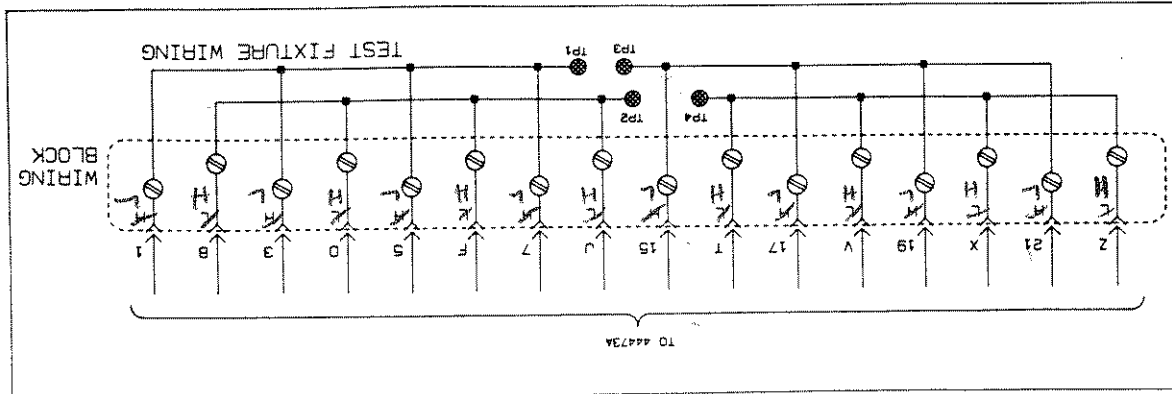 TO 44473A
Z 21 X 19 V 17 T 15 J 7 F 5 D 3 B 1
L H L H L H L H L H L H L H L H
H L H L H L H L H L H L H L H L
WIRING
BLOCK
TP4 TP2
TP3 TP1
TEST FIXTURE WIRING